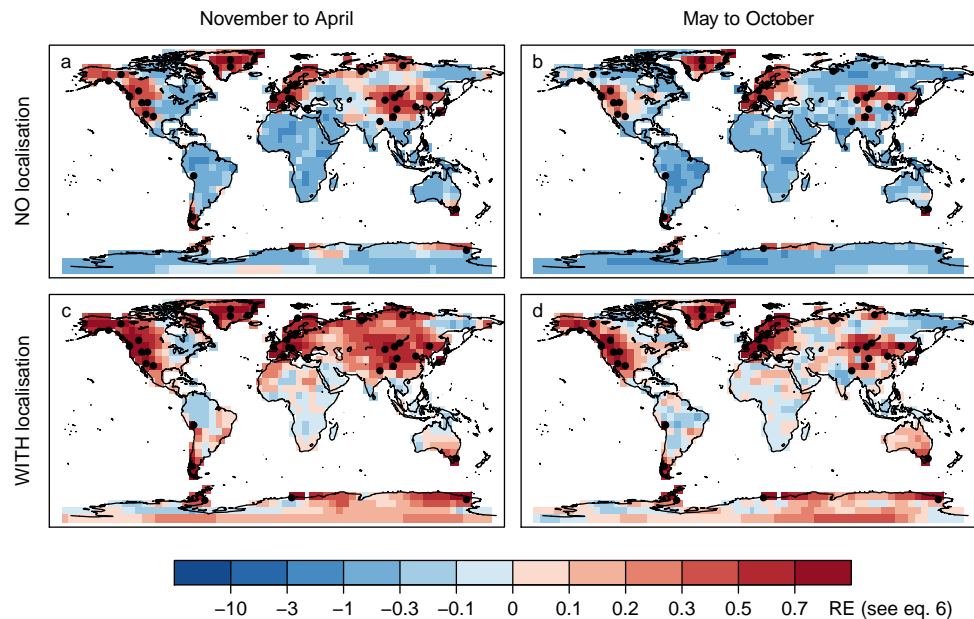 November to April
May to October
NO localisation
a
b
WITH localisation
c
d
−10 −3 −1 −0.3 −0.1 0 0.1 0.2 0.3 0.5 0.7 RE (see eq. 6)